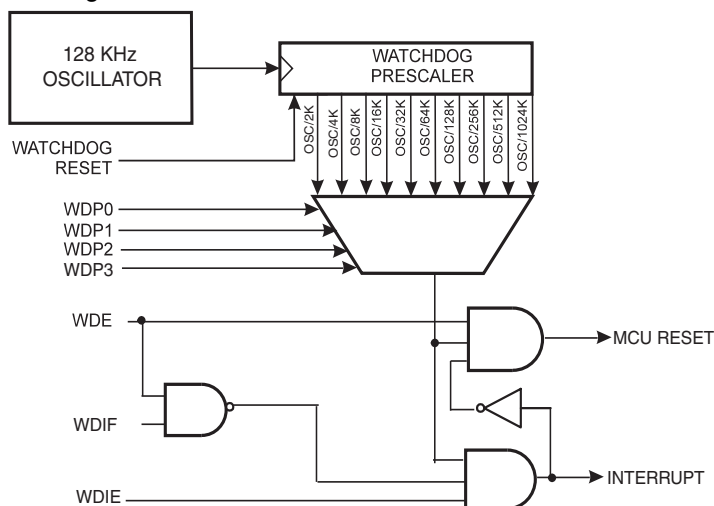 128 KHz
OSCILLATOR
WATCHDOG
PRESCALER
OSC/2K
OSC/4K
OSC/8K
OSC/16K
OSC/32K
OSC/64K
OSC/128K
OSC/256K
OSC/512K
OSC/1024K
WATCHDOG
RESET
WDP0
WDP1
WDP2
WDP3
WDE
MCU RESET
WDIF
INTERRUPT
WDIE